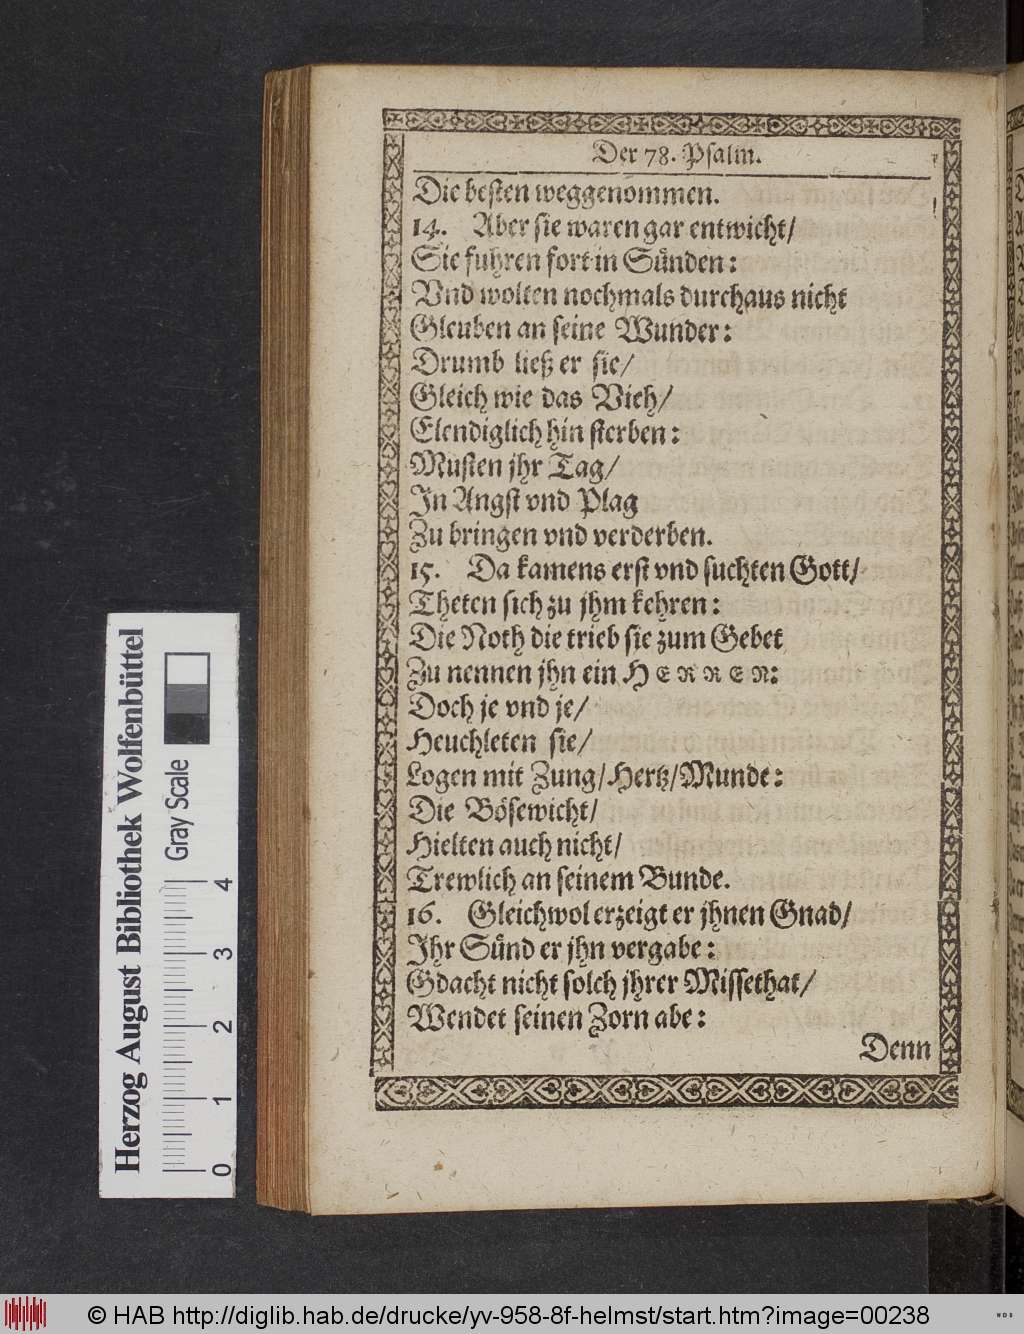 Der 78. Psalm.
Die besten weggenommen.
14. Aber sie waren gar entwicht/
Sie fuhren fort in Sünden:
Vnd wolten nochmals durchaus nicht
Gleuben an seine Wunder:
Drumb ließ er sie/
Gleich wie das Vieh/
Elendiglich hin sterben:
Musten jhr Tag/
In Angst vnd Plag
Zu bringen vnd verderben.
15. Da kamens erst vnd suchten Gott/
Theten sich zu jhm kehren:
Die Noth die trieb sie zum Gebet
Zu nennen jhn ein HERREN:
Doch je vnd je/
Heuchleten sie/
Logen mit Zung/Hertz/Munde:
Die Bösewicht/
Hielten auch nicht/
Trewlich an seinem Bunde.
16. Gleichwol erzeigt er jhnen Gnad/
Ihr Sünd er jhn vergabe:
Gdacht nicht solch jhrer Missethat/
Wendet seinen Zorn abe:
Denn
Herzog August Bibliothek Wolfenbüttel
Gray Scale
0 1 2 3 4
© HAB http://diglib.hab.de/drucke/yv-958-8f-helmst/start.htm?image=00238